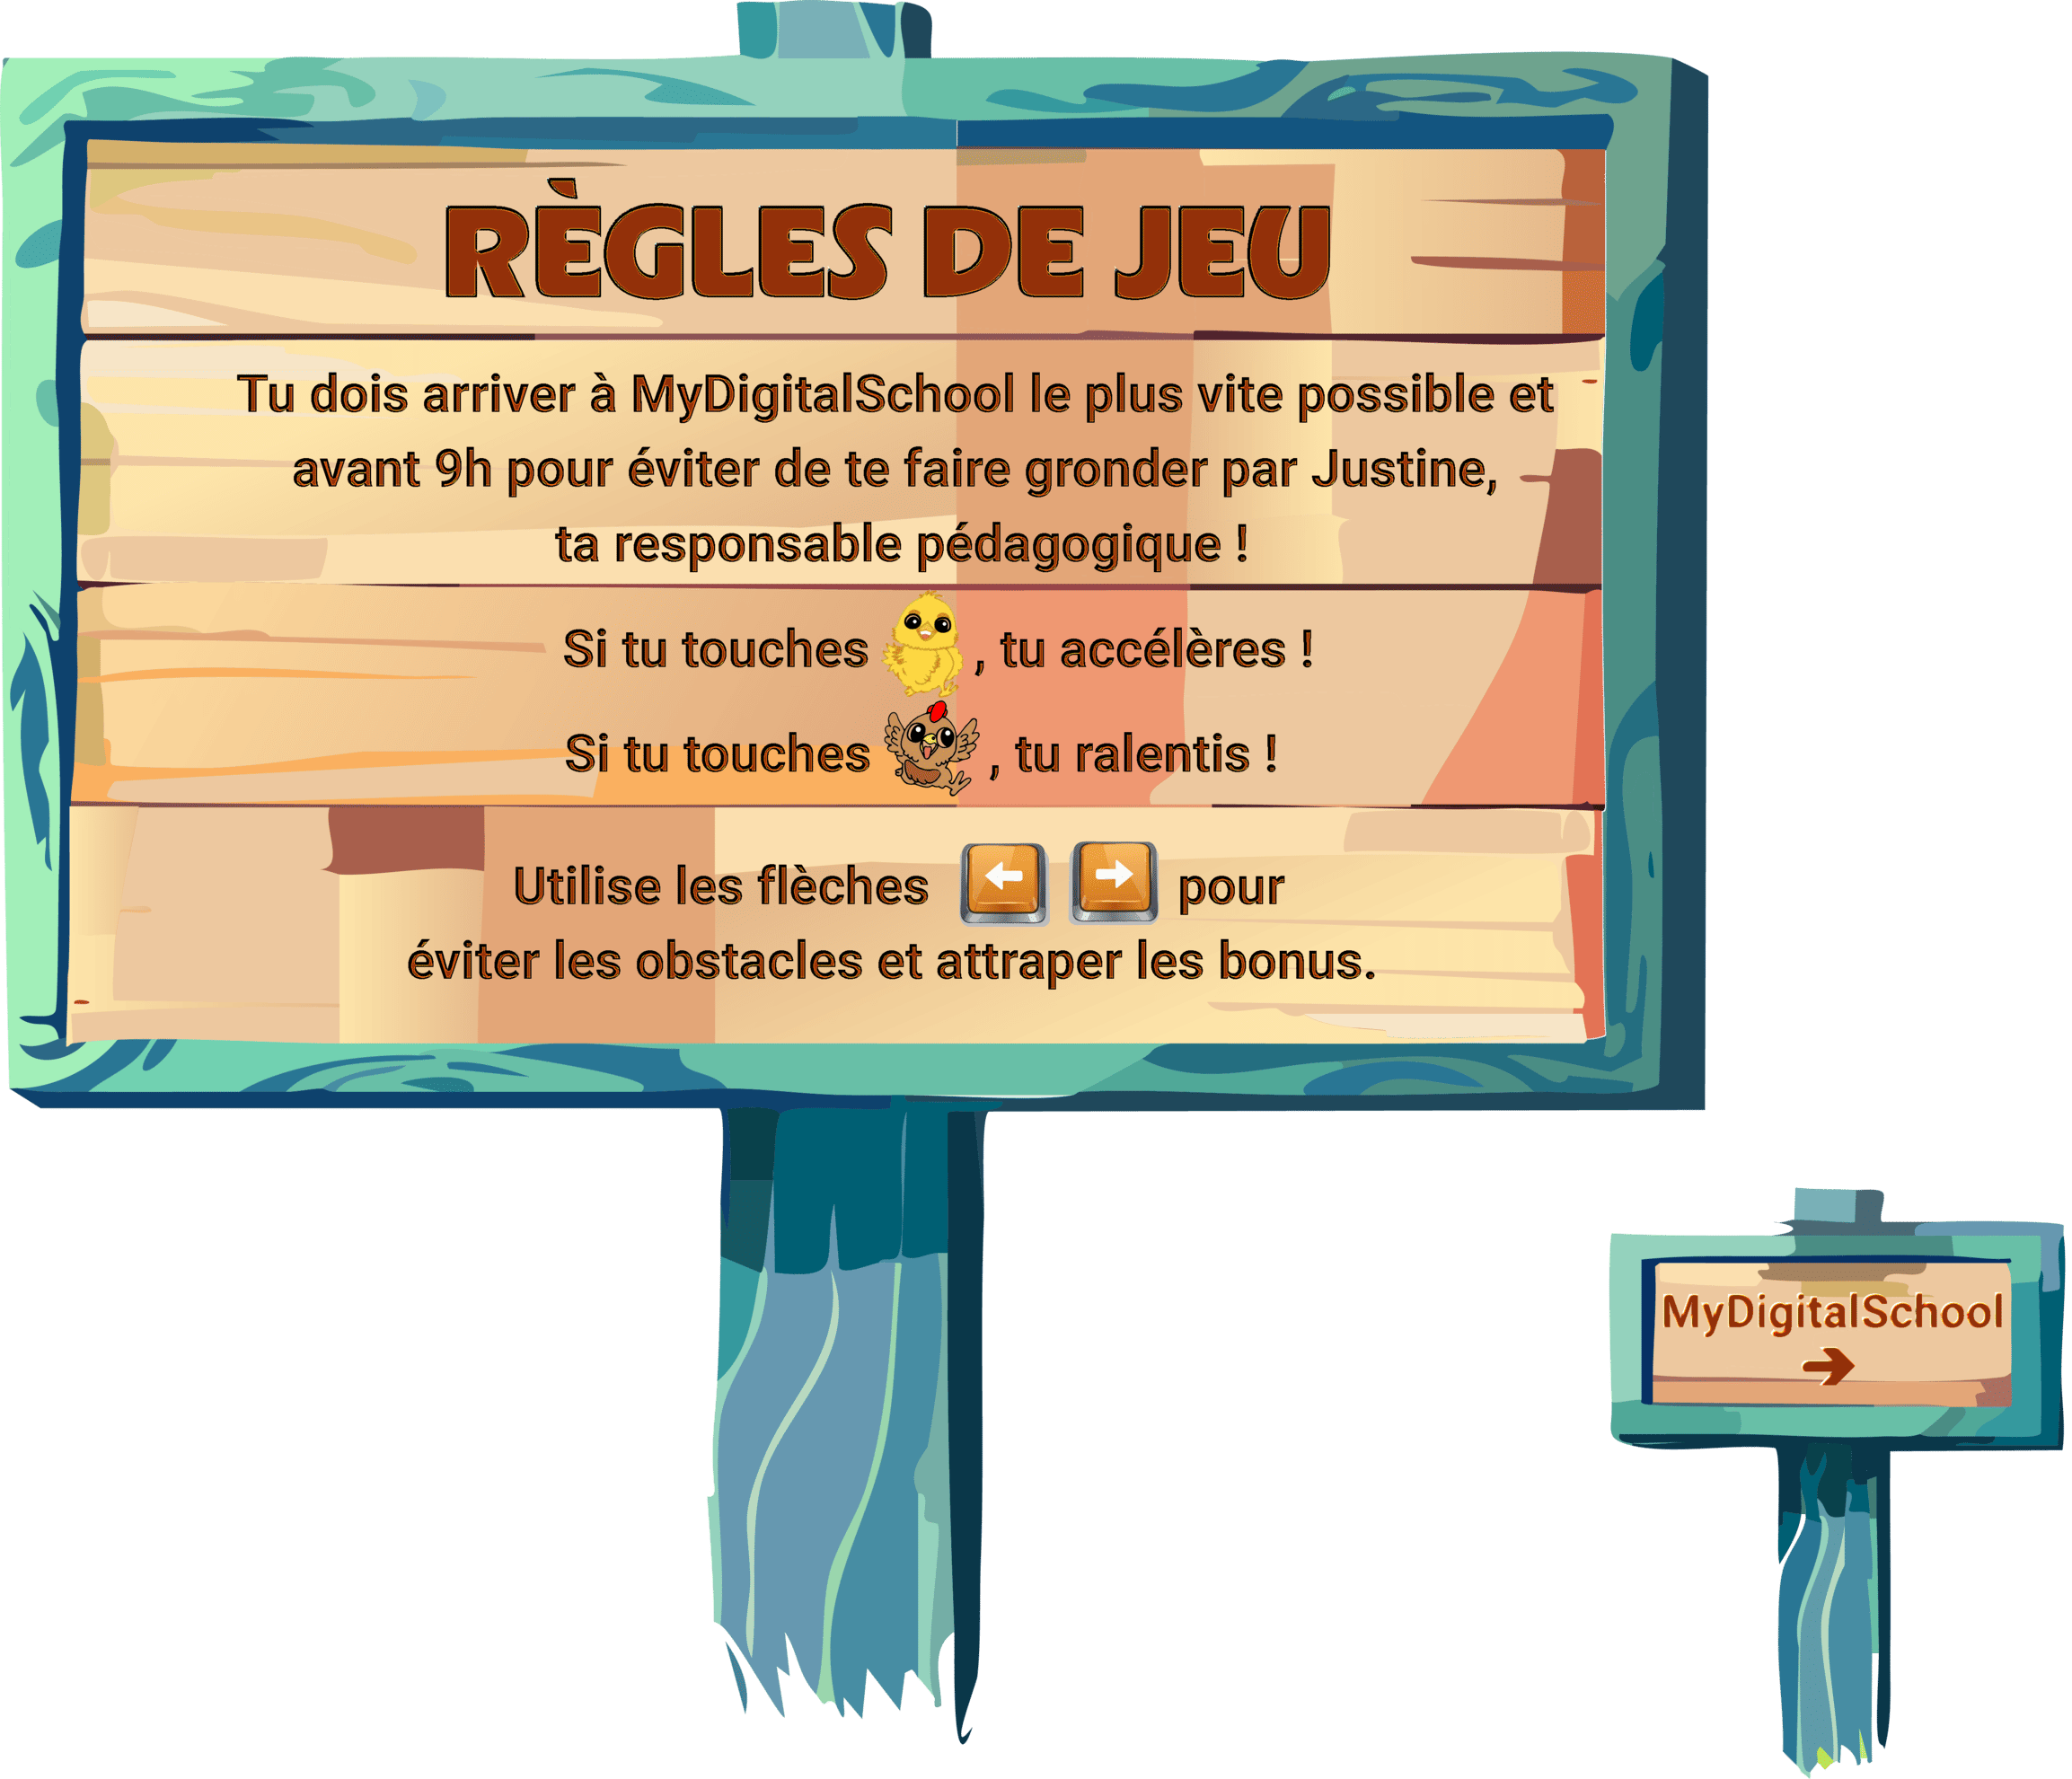 RÈGLES DE JEU
Tu dois arriver à MyDigitalSchool le plus vite possible et
avant 9h pour éviter de te faire gronder par Justine,
ta responsable pédagogique !
Si tu touches , tu accélères !
Si tu touches , tu ralentis !
Utilise les flèches ← → pour
éviter les obstacles et attraper les bonus.
MyDigitalSchool
→